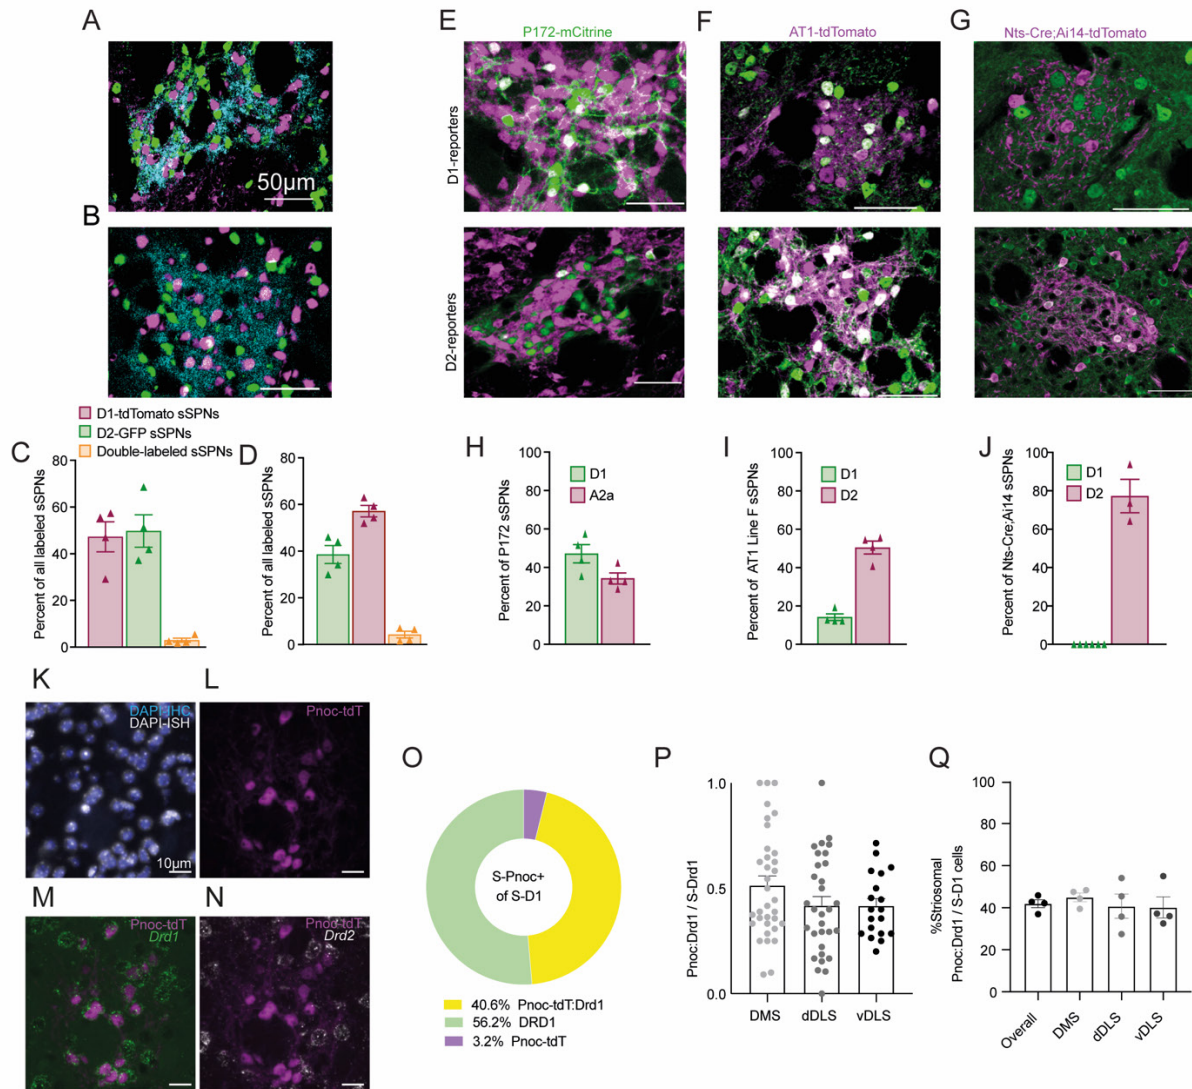 A
50µm
B
E
P172-mCitrine
F
AT1-tdTomato
G
Nts-Cre;Ai14-tdTomato
D1-reporters
D2-reporters
D1-tdTomato sSPNs
D2-GFP sSPNs
Double-labeled sSPNs
C
Percent of all labeled sSPNs
80
60
40
20
0
D
Percent of all labeled sSPNs
80
60
40
20
0
H
Percent of P172 sSPNs
100
80
60
40
20
0
D1
A2a
I
Percent of AT1 Line F sSPNs
100
80
60
40
20
0
D1
D2
J
Percent of Nts-Cre;Ai14 sSPNs
100
80
60
40
20
0
D1
D2
K
DAPI-IHC
DAPI-ISH
10µm
L
Pnoc-tdT
M
Pnoc-tdT
Drd1
N
Pnoc-tdT
Drd2
O
S-Pnoc+
of S-D1
40.6% Pnoc-tdT:Drd1
56.2% DRD1
3.2% Pnoc-tdT
P
Pnoc:Drd1 / S-Drd1
1.0
0.5
0.0
DMS
dDLS
vDLS
Q
%Striosomal
Pnoc:Drd1 / S-D1 cells
100
80
60
40
20
0
Overall
DMS
dDLS
vDLS